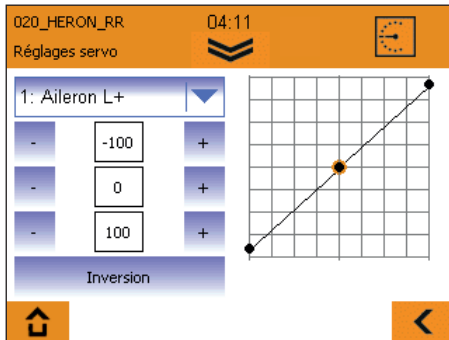 020_HERON_RR 04:11
Réglages servo
1: Aileron L+
- -100 +
- 0 +
- 100 +
Inversion